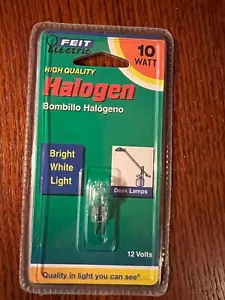 FEIT
Electric
10
WATT
HIGH QUALITY
Halogen
Bombillo Halógeno
Bright
White
Light
Desk Lamps
12 Volts
Quality in light you can see®